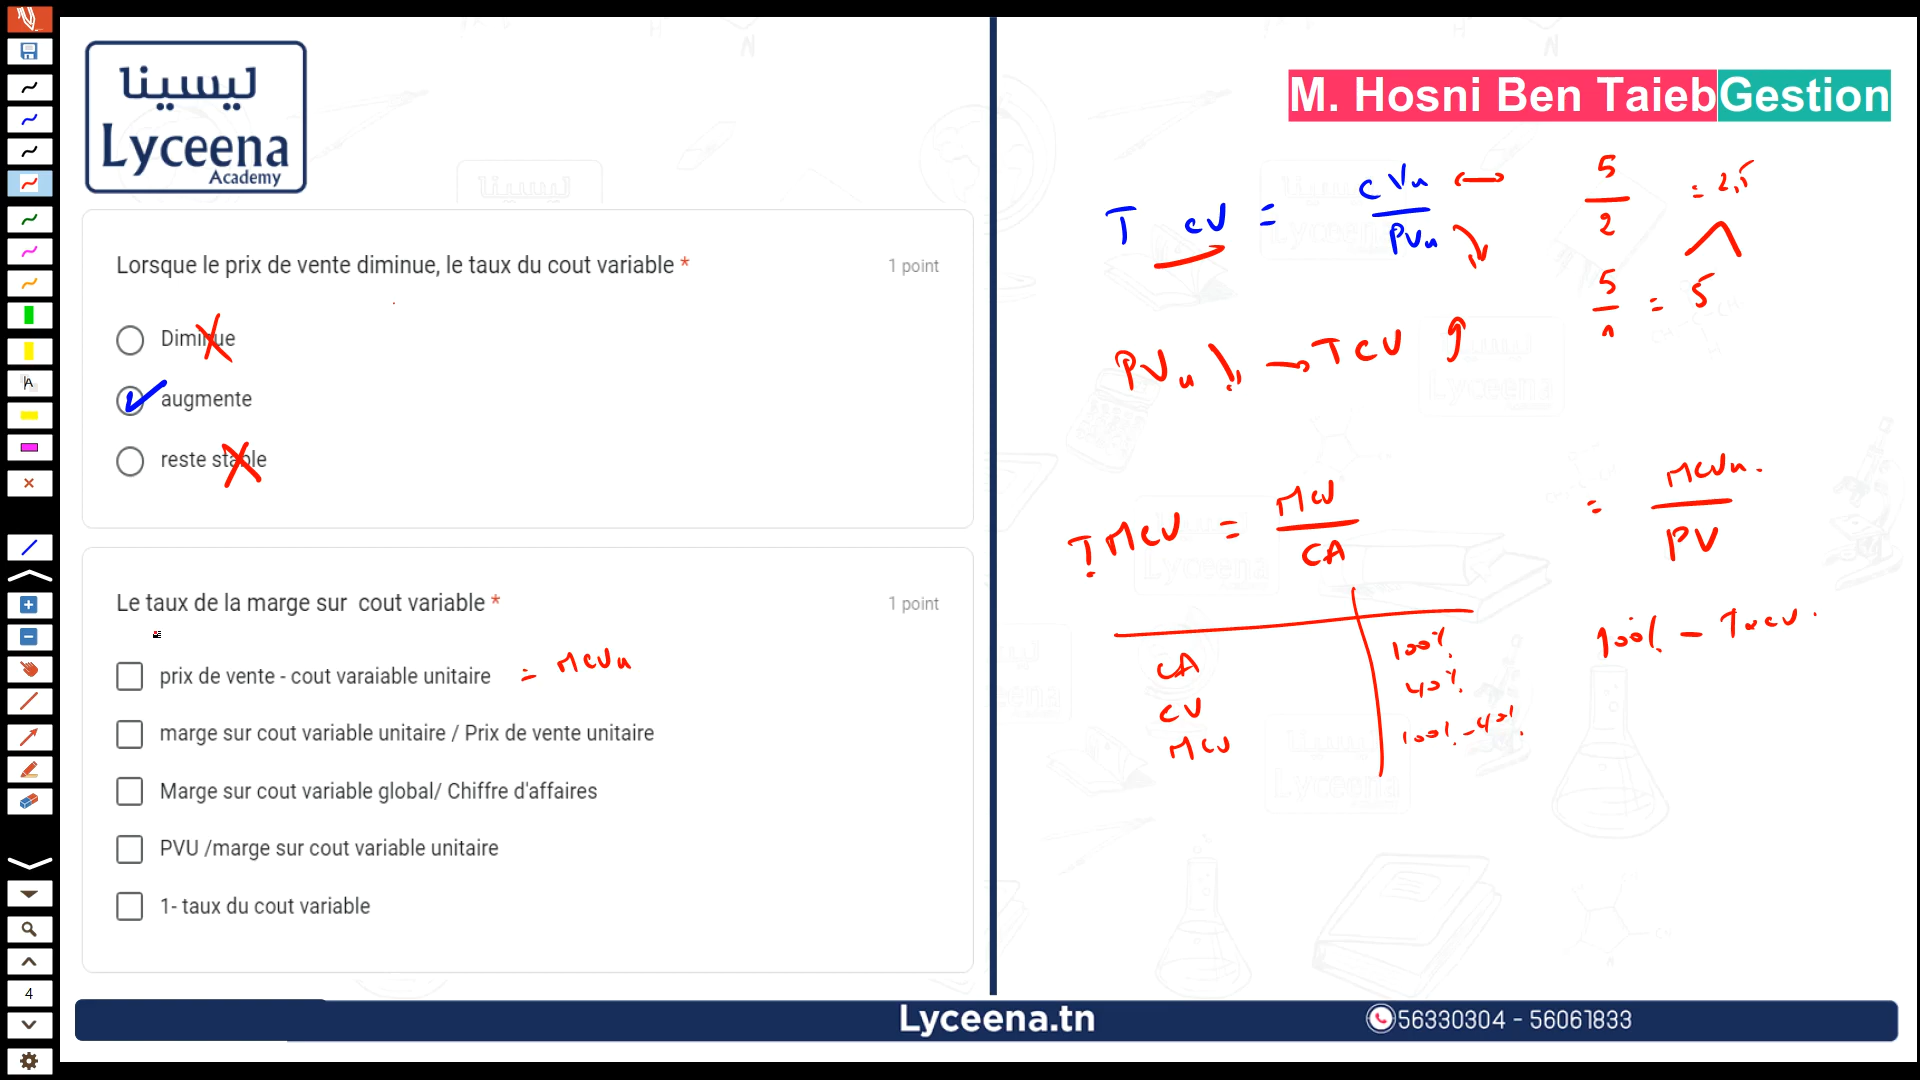 ليسينا
Lyceena
Academy
M. Hosni Ben Taieb Gestion
Lorsque le prix de vente diminue, le taux du cout variable *
1 point
Diminue
augmente
reste stable
Le taux de la marge sur cout variable *
1 point
prix de vente - cout varaiable unitaire = MCVu
marge sur cout variable unitaire / Prix de vente unitaire
Marge sur cout variable global/ Chiffre d'affaires
PVU /marge sur cout variable unitaire
1- taux du cout variable
T CV = CVu / PVu
5 / 2 = 2,5
5 / 1 = 5
PVu → TCV
TMCV = MCV / CA = MCVu / PV
CA 100%
CV 40%
MCV 100% - 40%
100% - TxCV
4
Lyceena.tn
56330304 - 56061833